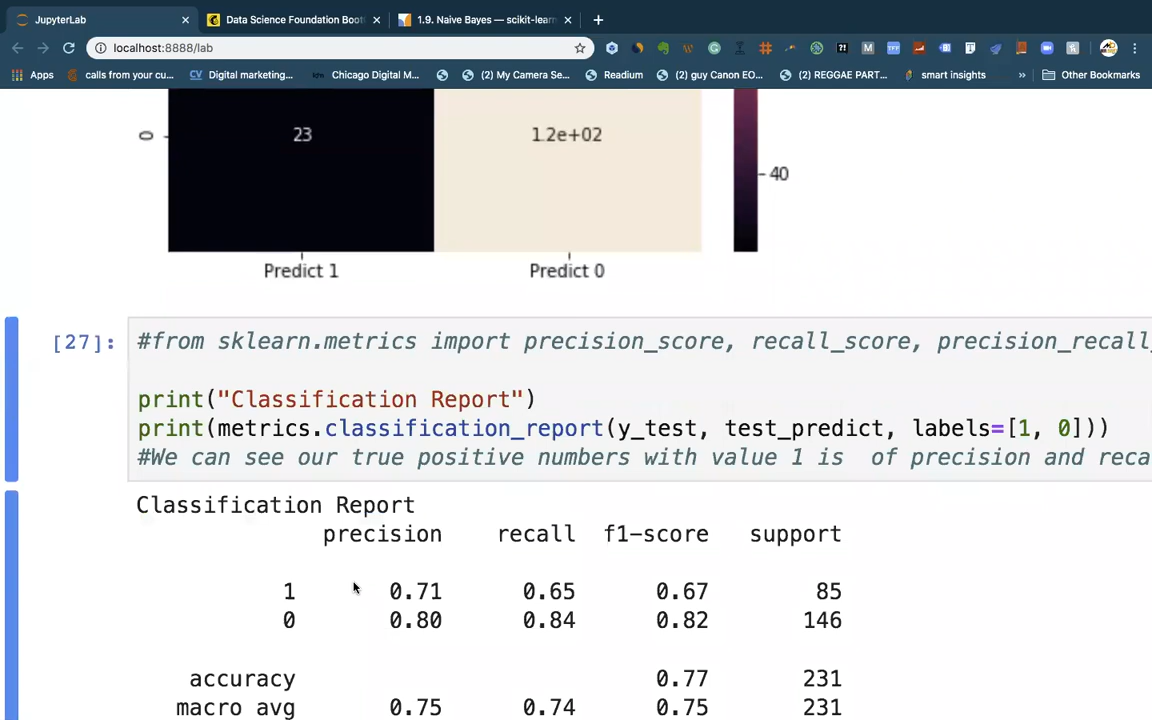 JupyterLab
Data Science Foundation Boot
1.9. Naive Bayes — scikit-learn
localhost:8888/lab
Apps
calls from your cu...
Digital marketing...
Chicago Digital M...
(2) My Camera Se...
Readium
(2) guy Canon EO...
(2) REGGAE PART...
smart insights
»
Other Bookmarks
0
23
1.2e+02
40
Predict 1
Predict 0
[27]:
#from sklearn.metrics import precision_score, recall_score, precision_recall_
print("Classification Report")
print(metrics.classification_report(y_test, test_predict, labels=[1, 0]))
#We can see our true positive numbers with value 1 is  of precision and reca
Classification Report
precision recall f1-score support
1 0.71 0.65 0.67 85
0 0.80 0.84 0.82 146
accuracy 0.77 231
macro avg 0.75 0.74 0.75 231